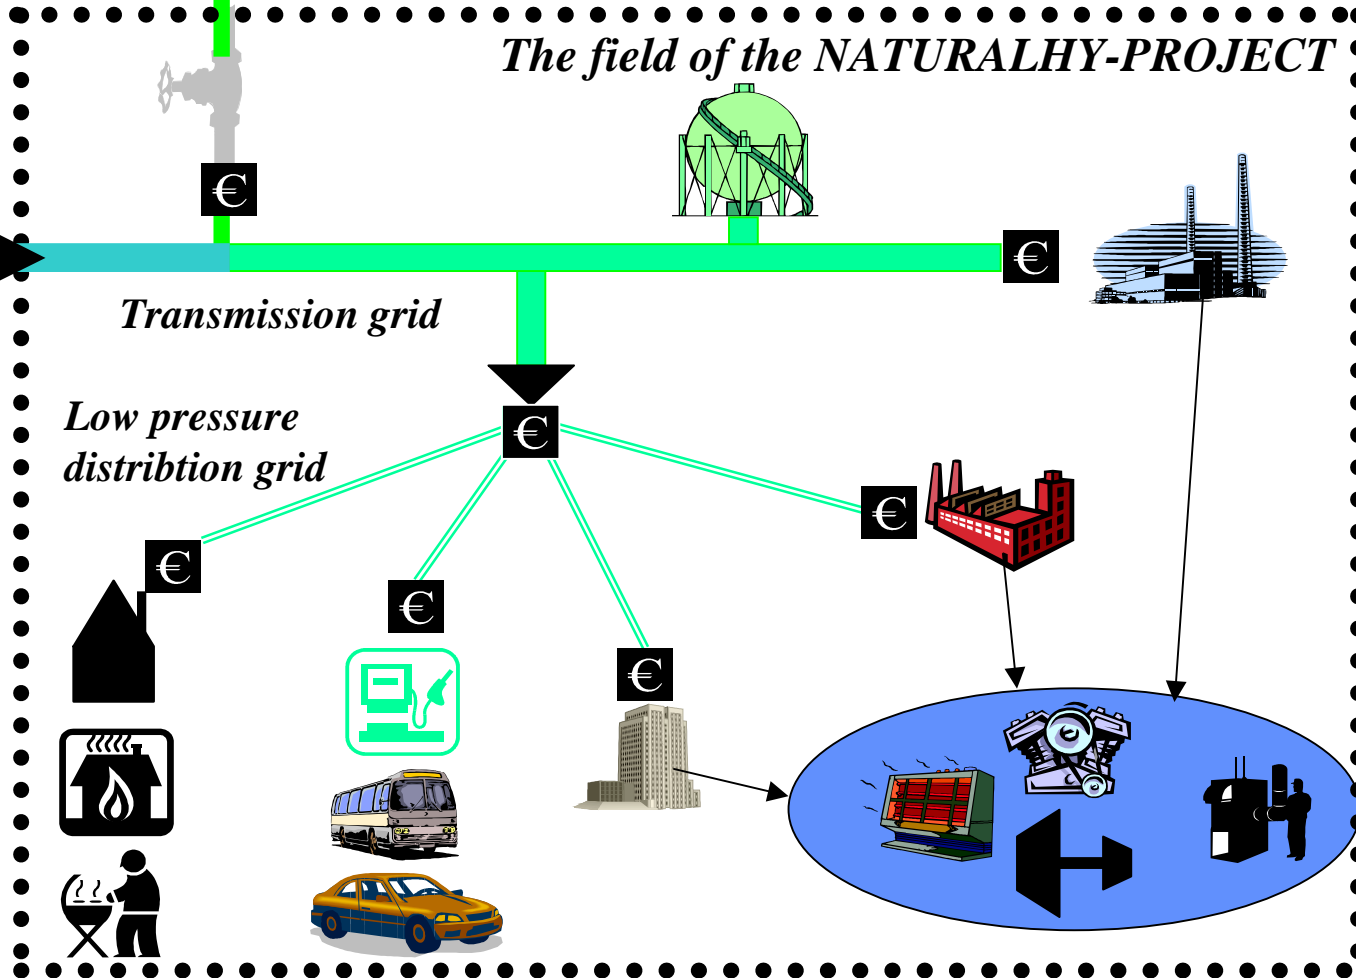 The field of the NATURALHY-PROJECT
€
€
Transmission grid
Low pressure
distribtion grid
€
€
€
€
€